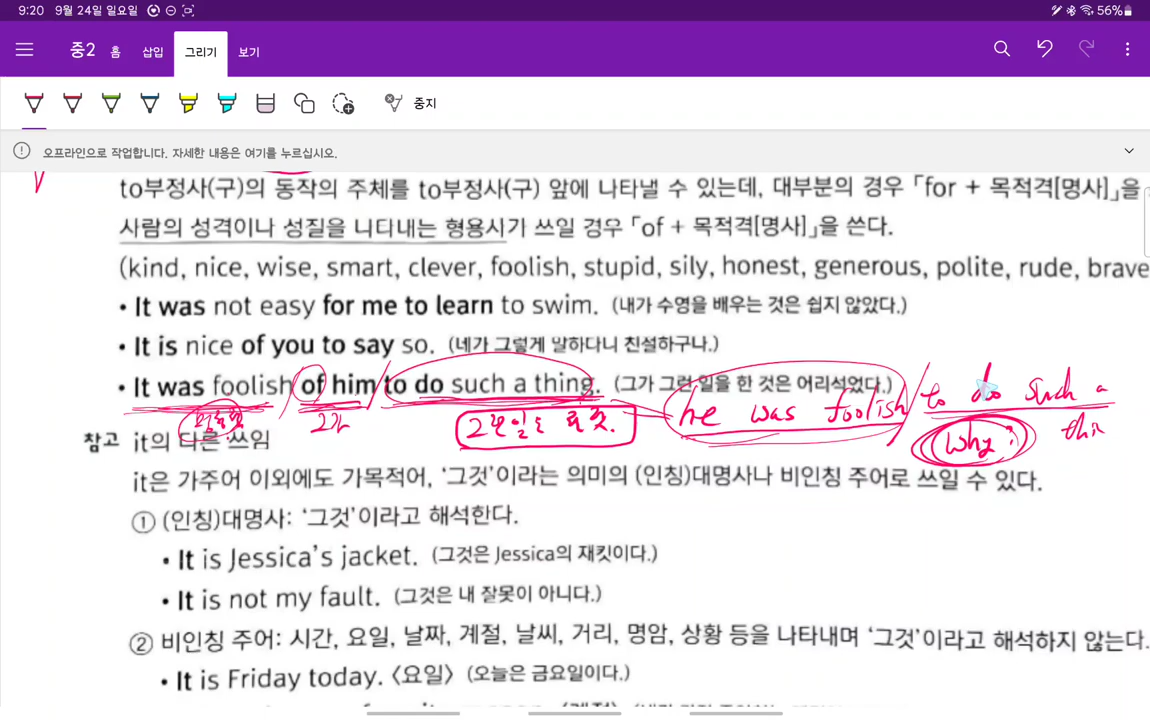 9:20 9월 24일 일요일 56%
중2 홈 삽입 그리기 보기
중지
오프라인으로 작업합니다. 자세한 내용은 여기를 누르십시오.
to부정사(구)의 동작의 주체를 to부정사(구) 앞에 나타낼 수 있는데, 대부분의 경우 「for + 목적격[명사]」을
사람의 성격이나 성질을 니다내는 형용사가 쓰일 경우 「of + 목적격[명사]」을 쓴다.
(kind, nice, wise, smart, clever, foolish, stupid, sily, honest, generous, polite, rude, brave
• It was not easy for me to learn to swim. (내가 수영을 배우는 것은 쉽지 않았다.)
• It is nice of you to say so. (네가 그렇게 말하다니 친설하구나.)
• It was foolish of him to do such a thing. (그가 그런 일을 한 것은 어리석었다.)
he was foolish / to do such a
thin
Why?
참고 it의 다른 쓰임
it은 가주어 이외에도 가목적어, ‘그것’이라는 의미의 (인칭)대명사나 비인칭 주어로 쓰일 수 있다.
① (인칭)대명사: ‘그것’이라고 해석한다.
• It is Jessica’s jacket. (그것은 Jessica의 재킷이다.)
• It is not my fault. (그것은 내 잘못이 아니다.)
② 비인칭 주어: 시간, 요일, 날짜, 계절, 날씨, 거리, 명암, 상황 등을 나타내며 ‘그것’이라고 해석하지 않는다.
• It is Friday today. 〈요일〉 (오늘은 금요일이다.)